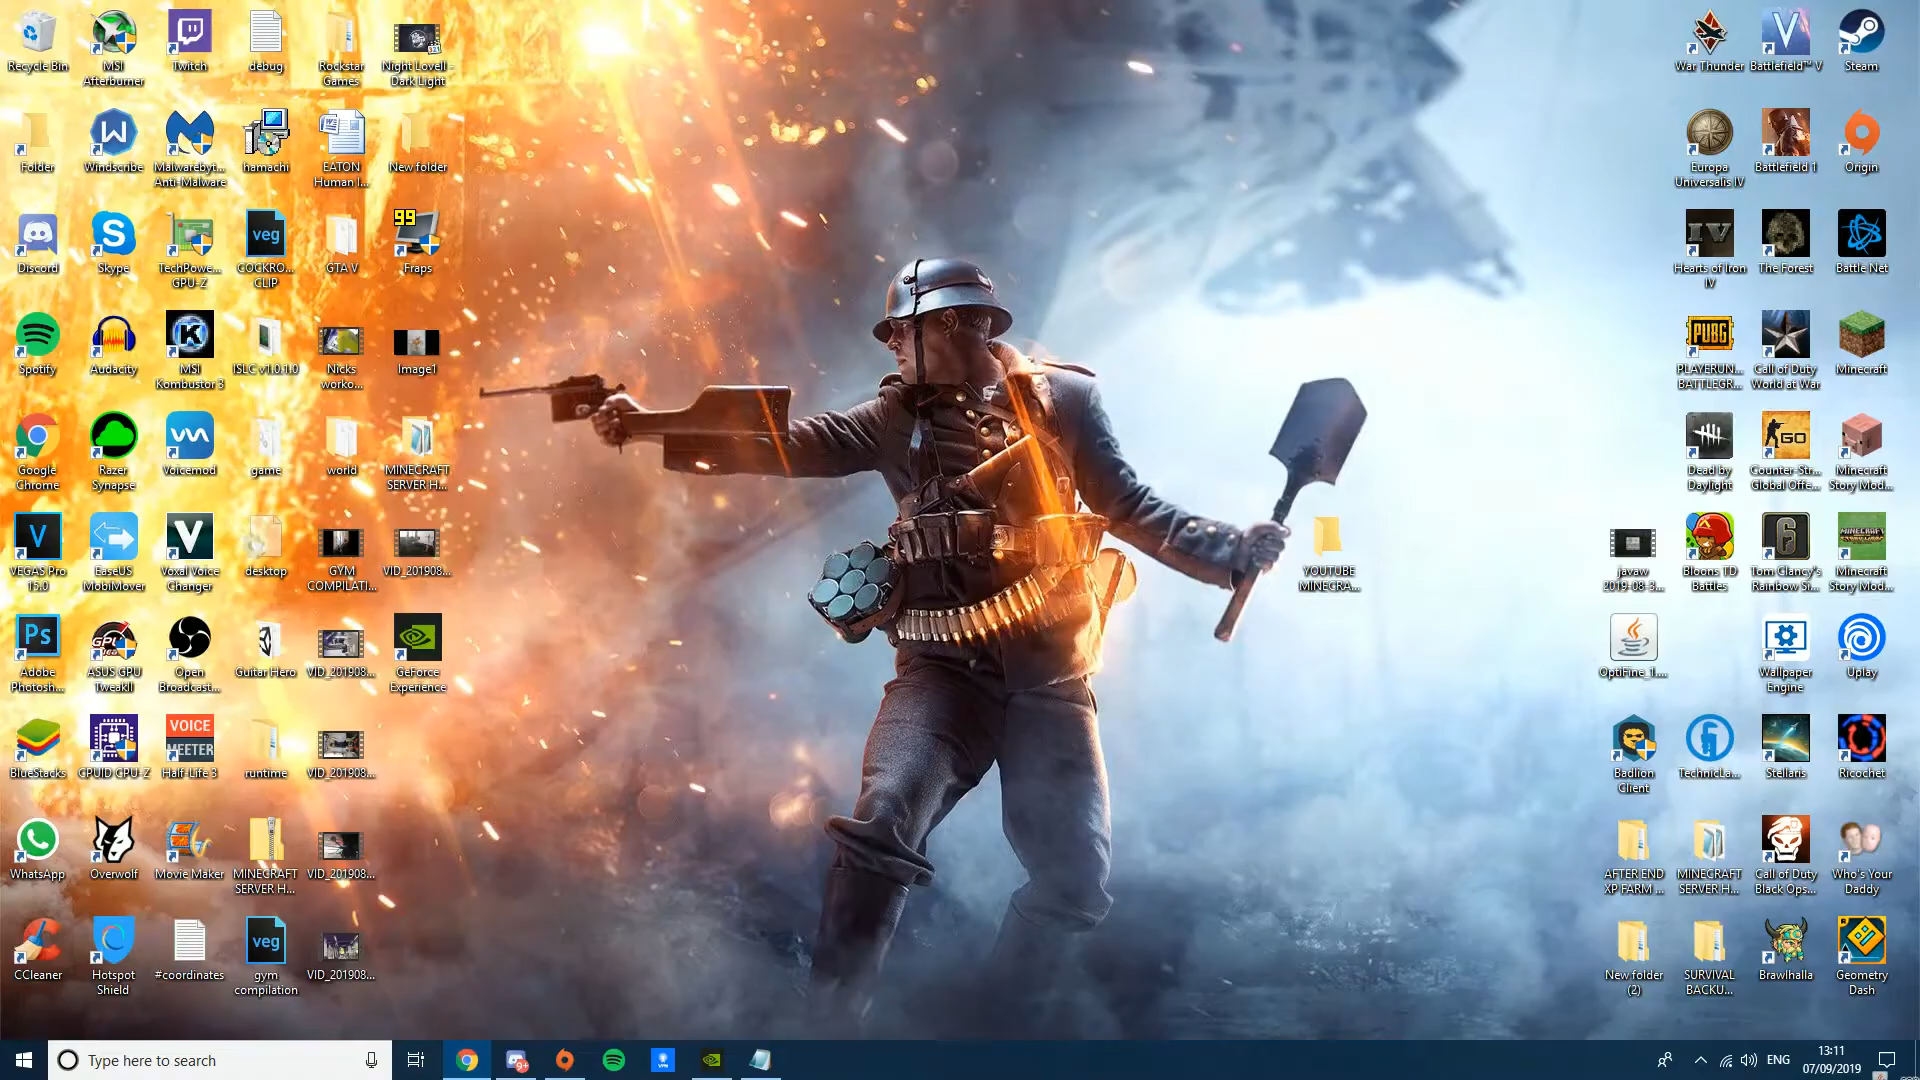 Recycle Bin
MSI
Afterburner
Twitch
debug
Rockstar
Games
Night Lovell -
Dark Light
War Thunder
Battlefield™ V
Steam
Folder
Windscribe
Malwarebyt...
Anti-Malware
hamachi
EATON
Human I...
New folder
Europa
Universalis IV
Battlefield 1
Origin
Discord
Skype
TechPowe...
GPU-Z
veg
COCKRO...
CLIP
GTA V
99
Fraps
IV
Hearts of Iron
IV
The Forest
Battle Net
Spotify
Audacity
MSI
Kombustor 3
ISLC v1.0.1.0
Nicks
worko...
Image1
PUBG
PLAYERUN...
BATTLEGR...
Call of Duty
World at War
Minecraft
Google
Chrome
Razer
Synapse
Voicemod
game
world
MINECRAFT
SERVER H...
Dead by
Daylight
GO
Counter-Str...
Global Offe...
Minecraft
Story Mod...
VEGAS Pro
15.0
EaseUS
MobiMover
Voxal Voice
Changer
desktop
GYM
COMPILATI...
VID_201908...
YOUTUBE
MINECRA...
javaw
2019-08-3...
Bloons TD
Battles
Tom Clancy's
Rainbow Si...
Minecraft
Story Mod...
Ps
Adobe
Photosh...
ASUS GPU
TweakII
Open
Broadcast...
Guitar Hero
VID_201908...
GeForce
Experience
OptiFine_1....
Wallpaper
Engine
Uplay
BlueStacks
CPUID CPU-Z
VOICE
MEETER
Half-Life 3
runtime
VID_201908...
Badlion
Client
TechnicLa...
Stellaris
Ricochet
WhatsApp
Overwolf
Movie Maker
MINECRAFT
SERVER H...
VID_201908...
AFTER END
XP FARM ...
MINECRAFT
SERVER H...
Call of Duty
Black Ops...
Who's Your
Daddy
CCleaner
Hotspot
Shield
#coordinates
veg
gym
compilation
VID_201908...
New folder
(2)
SURVIVAL
BACKU...
Brawlhalla
Geometry
Dash
Type here to search
9+
VPN
ENG
13:11
07/09/2019